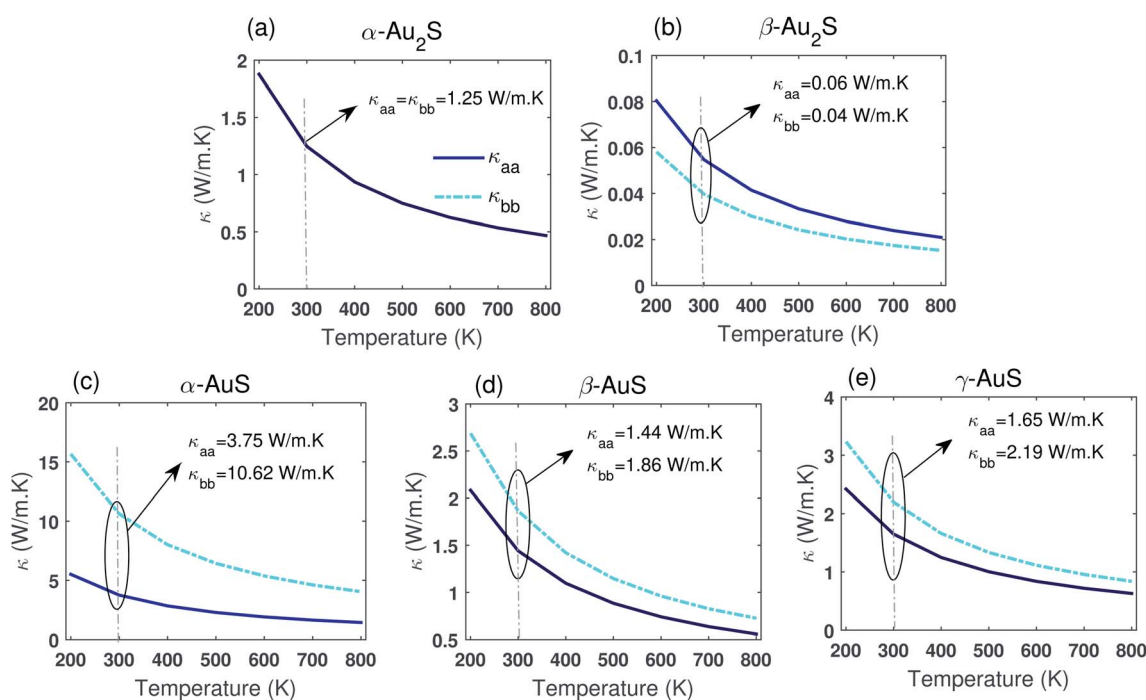 (a) α-Au₂S
κaa=κbb=1.25 W/m.K
κaa
κbb
κ (W/m.K)
2
1.5
1
0.5
0
200 300 400 500 600 700 800
Temperature (K)
(b) β-Au₂S
κaa=0.06 W/m.K
κbb=0.04 W/m.K
κ (W/m.K)
0.1
0.08
0.06
0.04
0.02
0
200 300 400 500 600 700 800
Temperature (K)
(c) α-AuS
κaa=3.75 W/m.K
κbb=10.62 W/m.K
κ (W/m.K)
20
15
10
5
0
200 300 400 500 600 700 800
Temperature (K)
(d) β-AuS
κaa=1.44 W/m.K
κbb=1.86 W/m.K
κ (W/m.K)
3
2.5
2
1.5
1
0.5
200 300 400 500 600 700 800
Temperature (K)
(e) γ-AuS
κaa=1.65 W/m.K
κbb=2.19 W/m.K
κ (W/m.K)
4
3
2
1
0
200 300 400 500 600 700 800
Temperature (K)